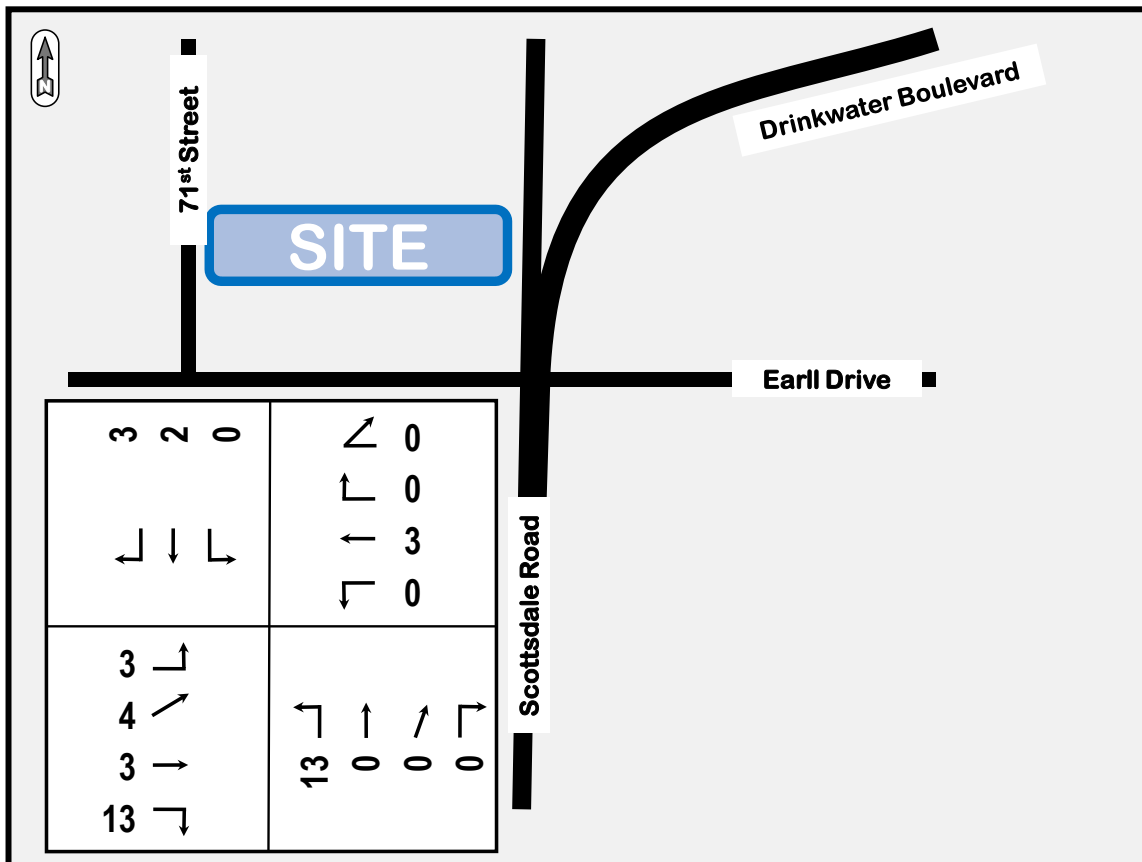 N
71st Street
SITE
Drinkwater Boulevard
Earll Drive
Scottsdale Road
3 2 0
0
0
3
0
3
4
3
13
13 0 0 0